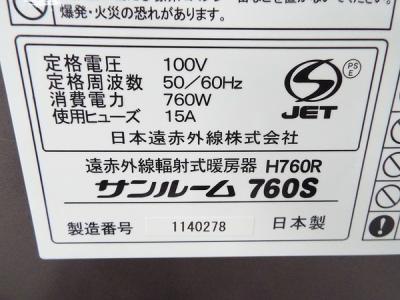 爆発・火災の恐れがあります。
定格電圧 100V
定格周波数 50／60Hz
消費電力 760W
使用ヒューズ 15A
PS
E
JET
日本遠赤外線株式会社
遠赤外線輻射式暖房器 H760R
サンルーム 760S
製造番号 1140278 日本製